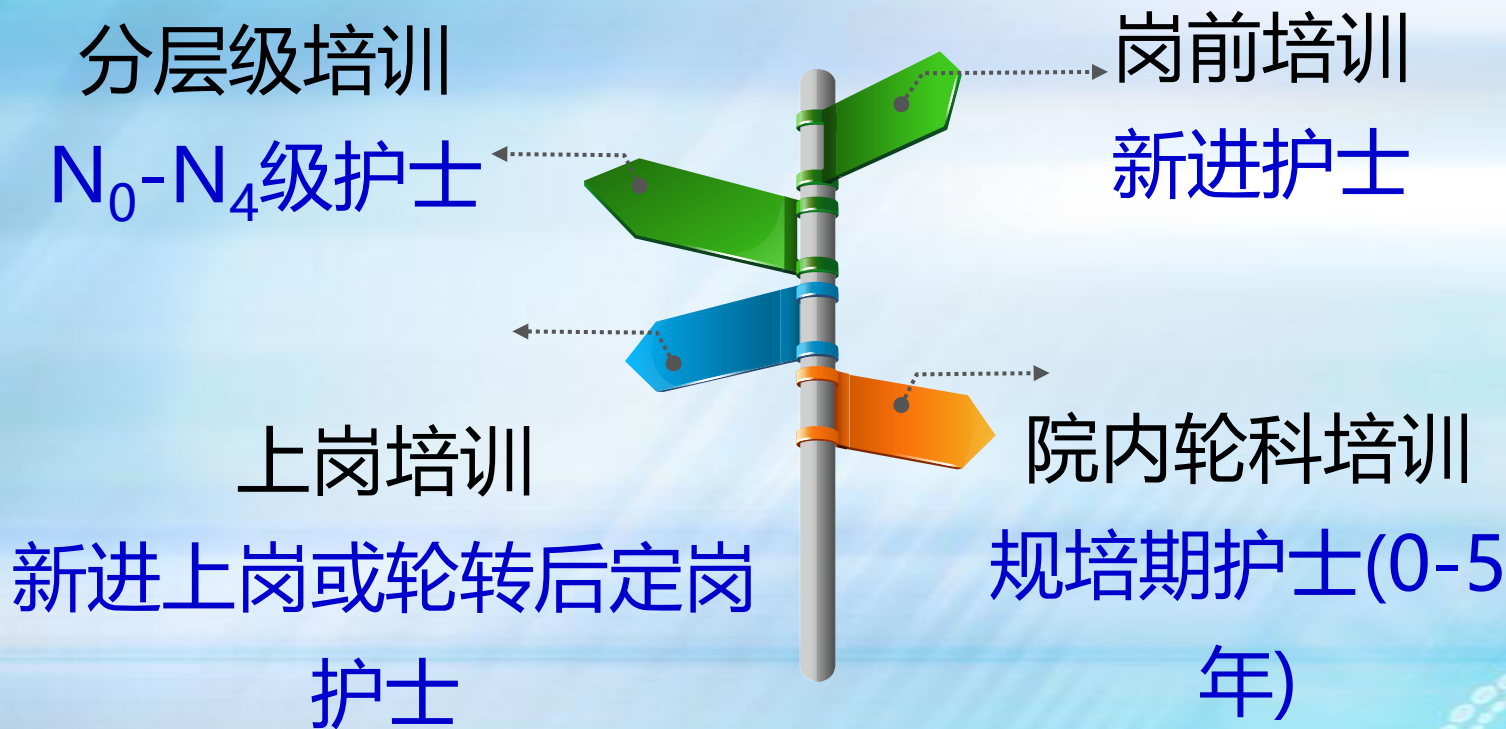 分层级培训
N₀-N₄级护士
岗前培训
新进护士
上岗培训
新进上岗或轮转后定岗
护士
院内轮科培训
规培期护士(0-5
年)